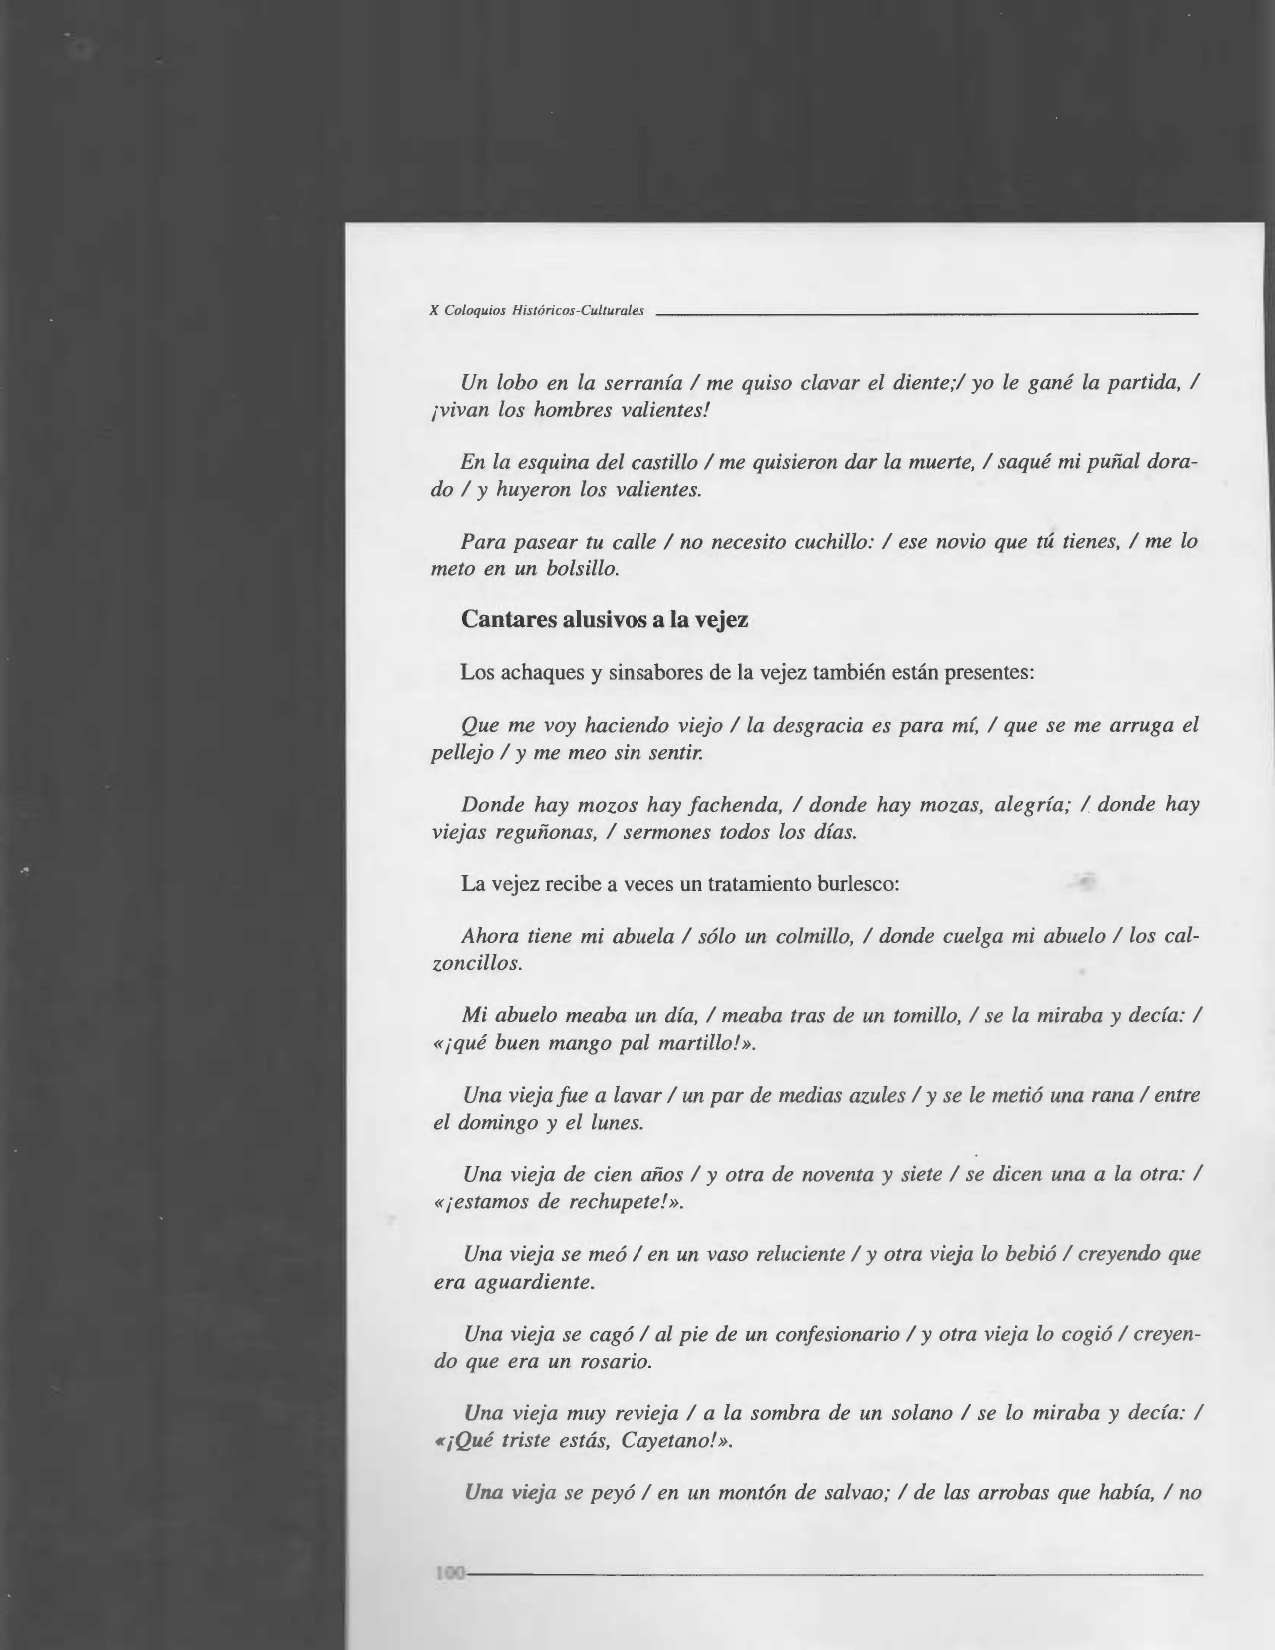 X Coloquios Históricos-Culturales
Un lobo en la serranía / me quiso clavar el diente;/ yo le gané la partida, /
¡vivan los hombres valientes!
En la esquina del castillo / me quisieron dar la muerte, / saqué mi puñal dora-
do / y huyeron los valientes.
Para pasear tu calle / no necesito cuchillo: / ese novio que tú tienes, / me lo
meto en un bolsillo.
Cantares alusivos a la vejez
Los achaques y sinsabores de la vejez también están presentes:
Que me voy haciendo viejo / la desgracia es para mí, / que se me arruga el
pellejo / y me meo sin sentir.
Donde hay mozos hay fachenda, / donde hay mozas, alegría; / donde hay
viejas reguñonas, / sermones todos los días.
La vejez recibe a veces un tratamiento burlesco:
Ahora tiene mi abuela / sólo un colmillo, / donde cuelga mi abuelo / los cal-
zoncillos.
Mi abuelo meaba un día, / meaba tras de un tomillo, / se la miraba y decía: /
«¡qué buen mango pal martillo!».
Una vieja fue a lavar / un par de medias azules / y se le metió una rana / entre
el domingo y el lunes.
Una vieja de cien años / y otra de noventa y siete / se dicen una a la otra: /
«¡estamos de rechupete!».
Una vieja se meó / en un vaso reluciente / y otra vieja lo bebió / creyendo que
era aguardiente.
Una vieja se cagó / al pie de un confesionario / y otra vieja lo cogió / creyen-
do que era un rosario.
Una vieja muy revieja / a la sombra de un solano / se lo miraba y decía: /
«¡Qué triste estás, Cayetano!».
Una vieja se peyó / en un montón de salvao; / de las arrobas que había, / no
100